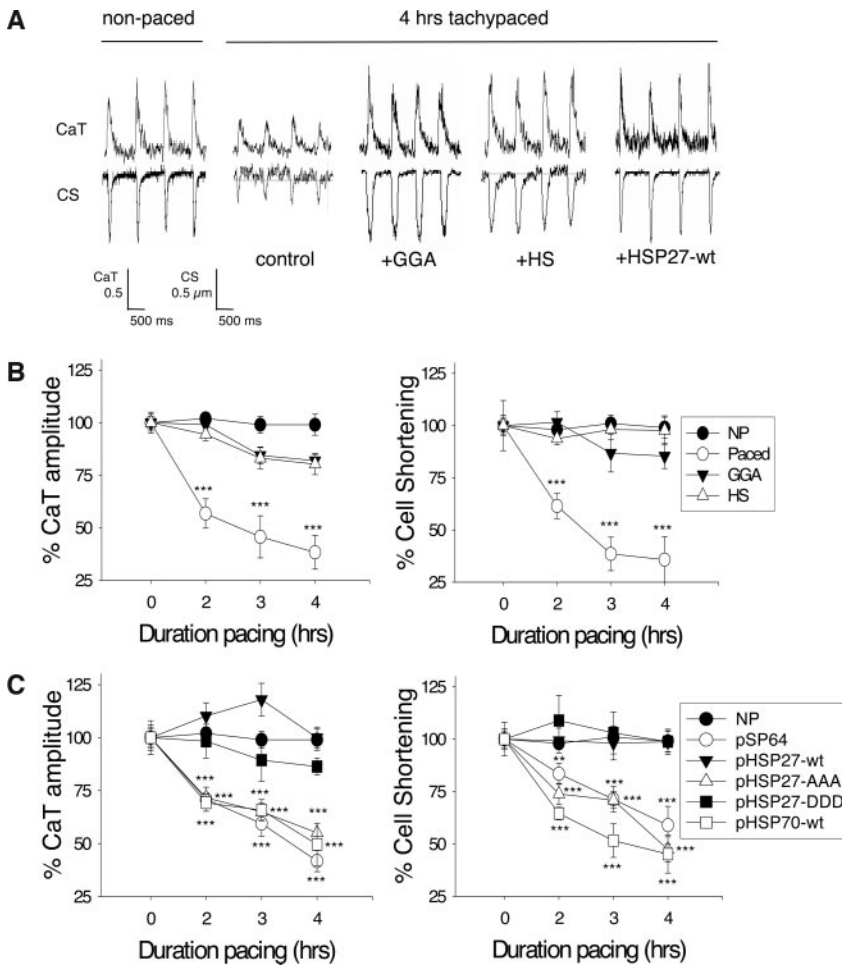 A
non-paced
4 hrs tachypaced
CaT
CS
control
+GGA
+HS
+HSP27-wt
CaT
0.5
500 ms
CS
0.5 µm
500 ms
B
% CaT amplitude
125
100
75
50
25
***
***
***
0 2 3 4
Duration pacing (hrs)
% Cell Shortening
125
100
75
50
25
***
***
***
0 2 3 4
Duration pacing (hrs)
NP
Paced
GGA
HS
C
% CaT amplitude
125
100
75
50
25
***
***
***
***
***
***
***
***
***
0 2 3 4
Duration pacing (hrs)
% Cell Shortening
125
100
75
50
25
**
***
***
***
***
***
***
***
***
0 2 3 4
Duration pacing (hrs)
NP
pSP64
pHSP27-wt
pHSP27-AAA
pHSP27-DDD
pHSP70-wt